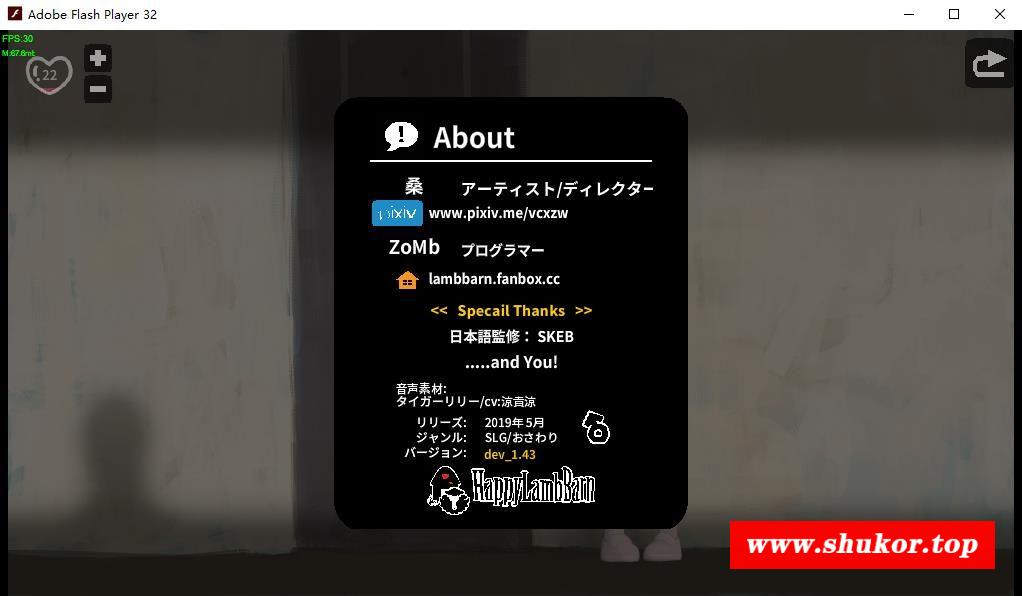 Adobe Flash Player 32
FPS:30
M:67.6mb
22
About
桑 アーティスト/ディレクター
pixiv www.pixiv.me/vcxzw
ZoMb プログラマー
lambbarn.fanbox.cc
<< Specail Thanks >>
日本語監修： SKEB
.....and You!
音声素材:
タイガーリリー/cv:涼貴涼
リリーズ: 2019年 5月
ジャンル: SLG/おさわり
バージョン: dev_1.43
HappyLambBarn
www.shukor.top